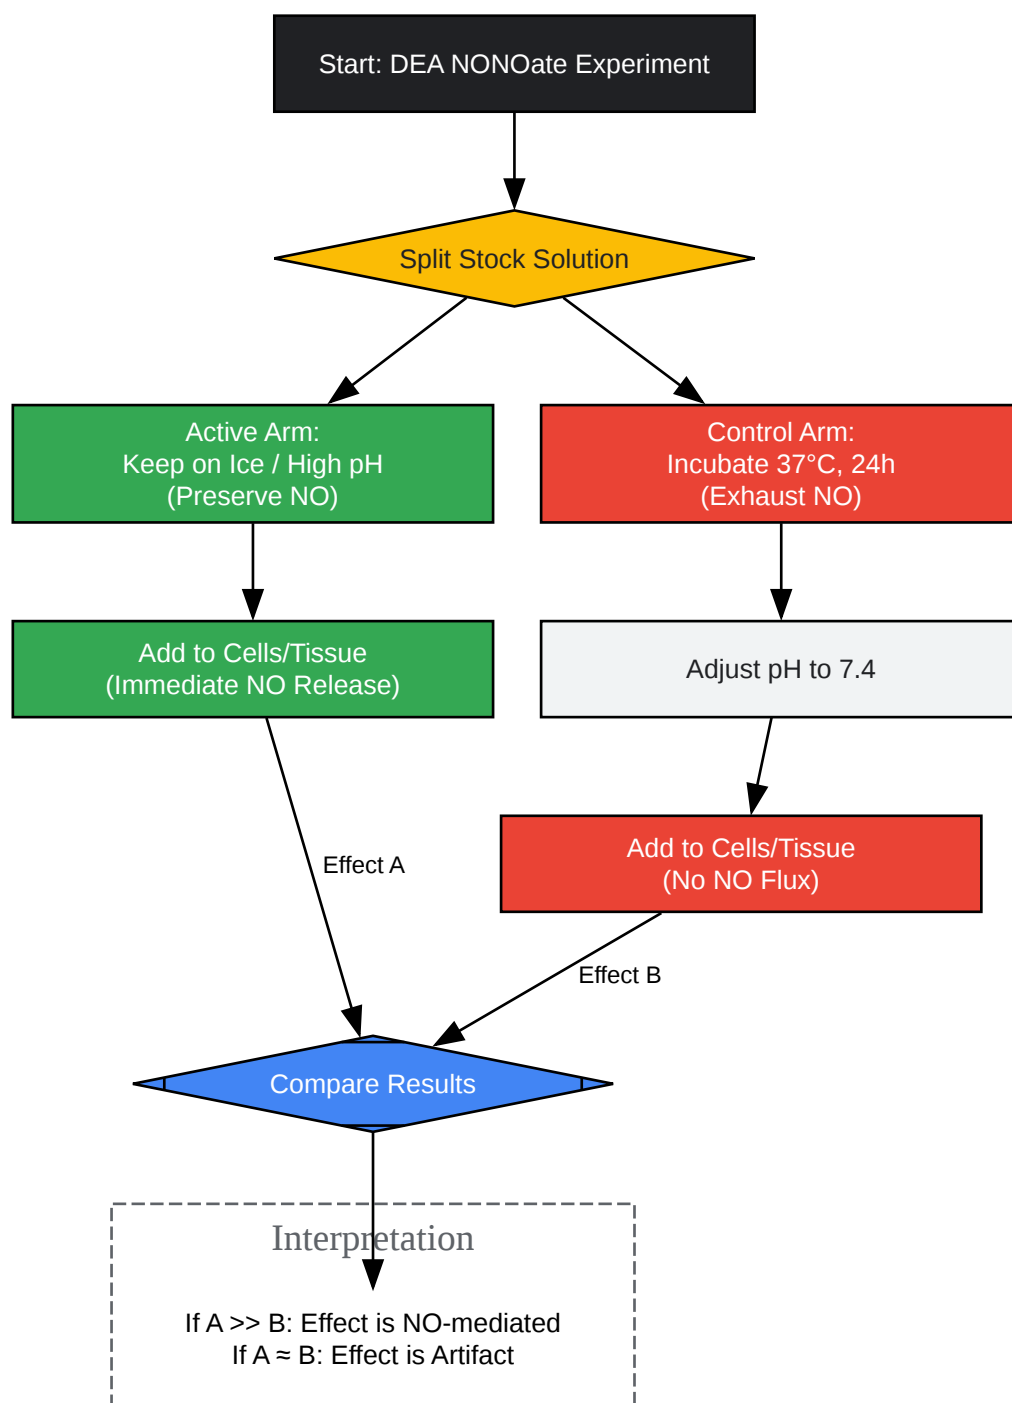 Start: DEA NONOate Experiment
Split Stock Solution
Active Arm:
Keep on Ice / High pH
(Preserve NO)
Control Arm:
Incubate 37°C, 24h
(Exhaust NO)
Add to Cells/Tissue
(Immediate NO Release)
Adjust pH to 7.4
Add to Cells/Tissue
(No NO Flux)
Effect A
Effect B
Compare Results
Interpretation
If A >> B: Effect is NO-mediated
If A ≈ B: Effect is Artifact